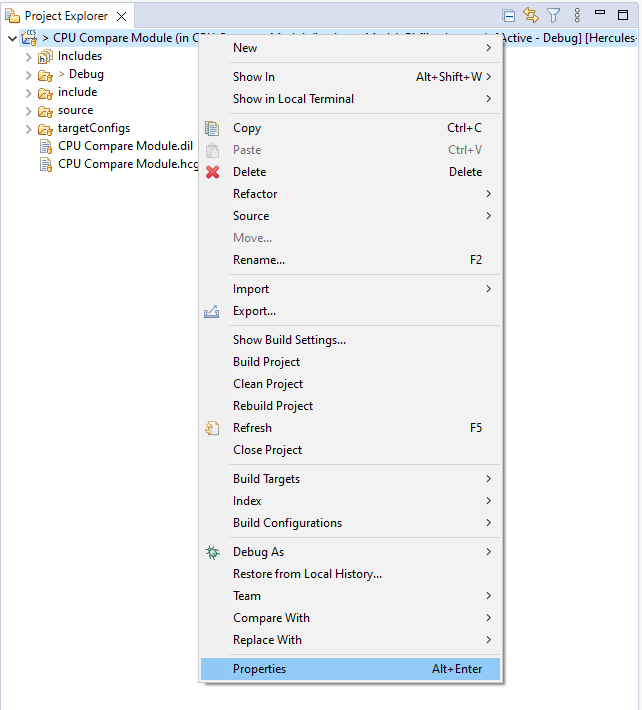 Project Explorer
CCS
> CPU Compare Module (in CPU Active - Debug] [Hercules-
Includes
> Debug
include
source
targetConfigs
CPU Compare Module.dil
CPU Compare Module.hcg
New
Show In Alt+Shift+W
Show in Local Terminal
Copy Ctrl+C
Paste Ctrl+V
Delete Delete
Refactor
Source
Move...
Rename... F2
Import
Export...
Show Build Settings...
Build Project
Clean Project
Rebuild Project
Refresh F5
Close Project
Build Targets
Index
Build Configurations
Debug As
Restore from Local History...
Team
Compare With
Replace With
Properties Alt+Enter